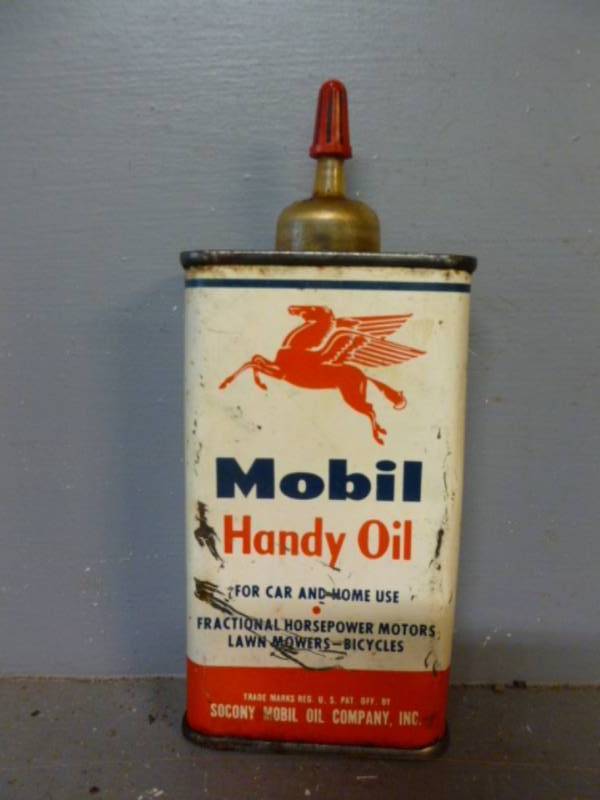 Mobil
Handy Oil
FOR CAR AND HOME USE
FRACTIONAL HORSEPOWER MOTORS
LAWN MOWERS-BICYCLES
TRADE MARKS REG. U. S. PAT. OFF. BY
SOCONY MOBIL OIL COMPANY, INC.